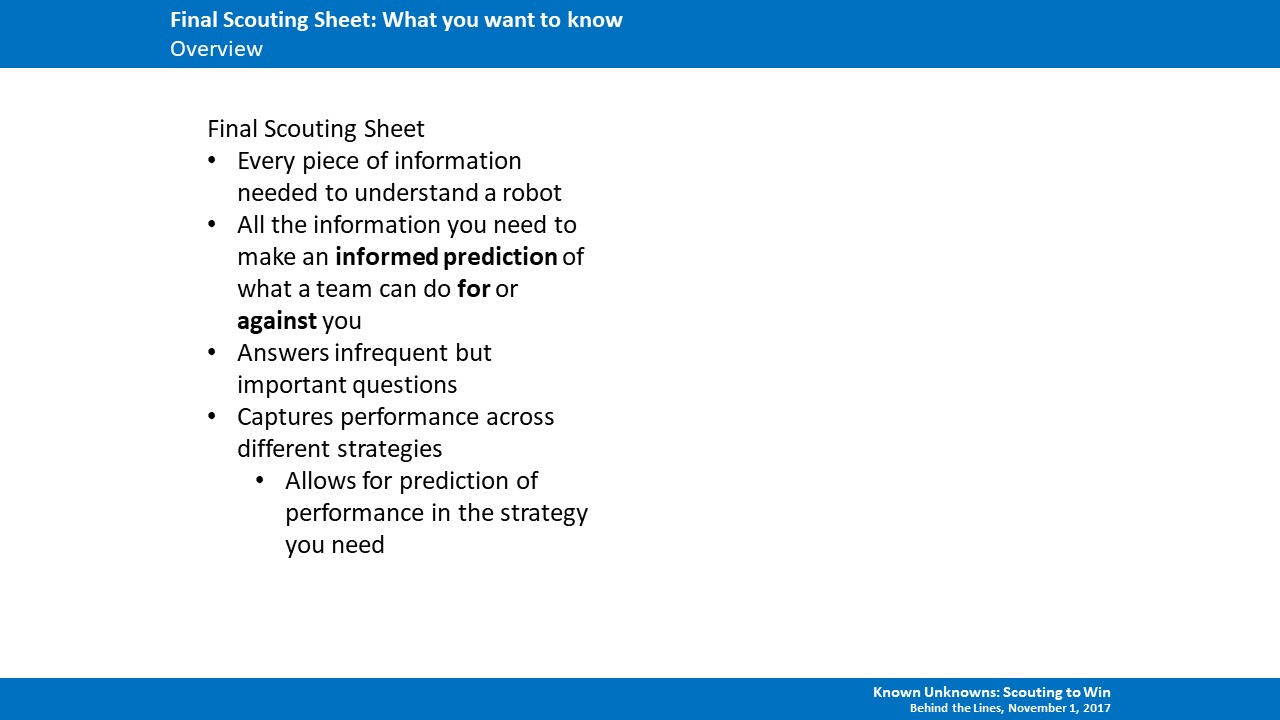 Final Scouting Sheet: What you want to know
Overview
Final Scouting Sheet
• Every piece of information
needed to understand a robot
• All the information you need to
make an informed prediction of
what a team can do for or
against you
• Answers infrequent but
important questions
• Captures performance across
different strategies
• Allows for prediction of
performance in the strategy
you need
Known Unknowns: Scouting to Win
Behind the Lines, November 1, 2017